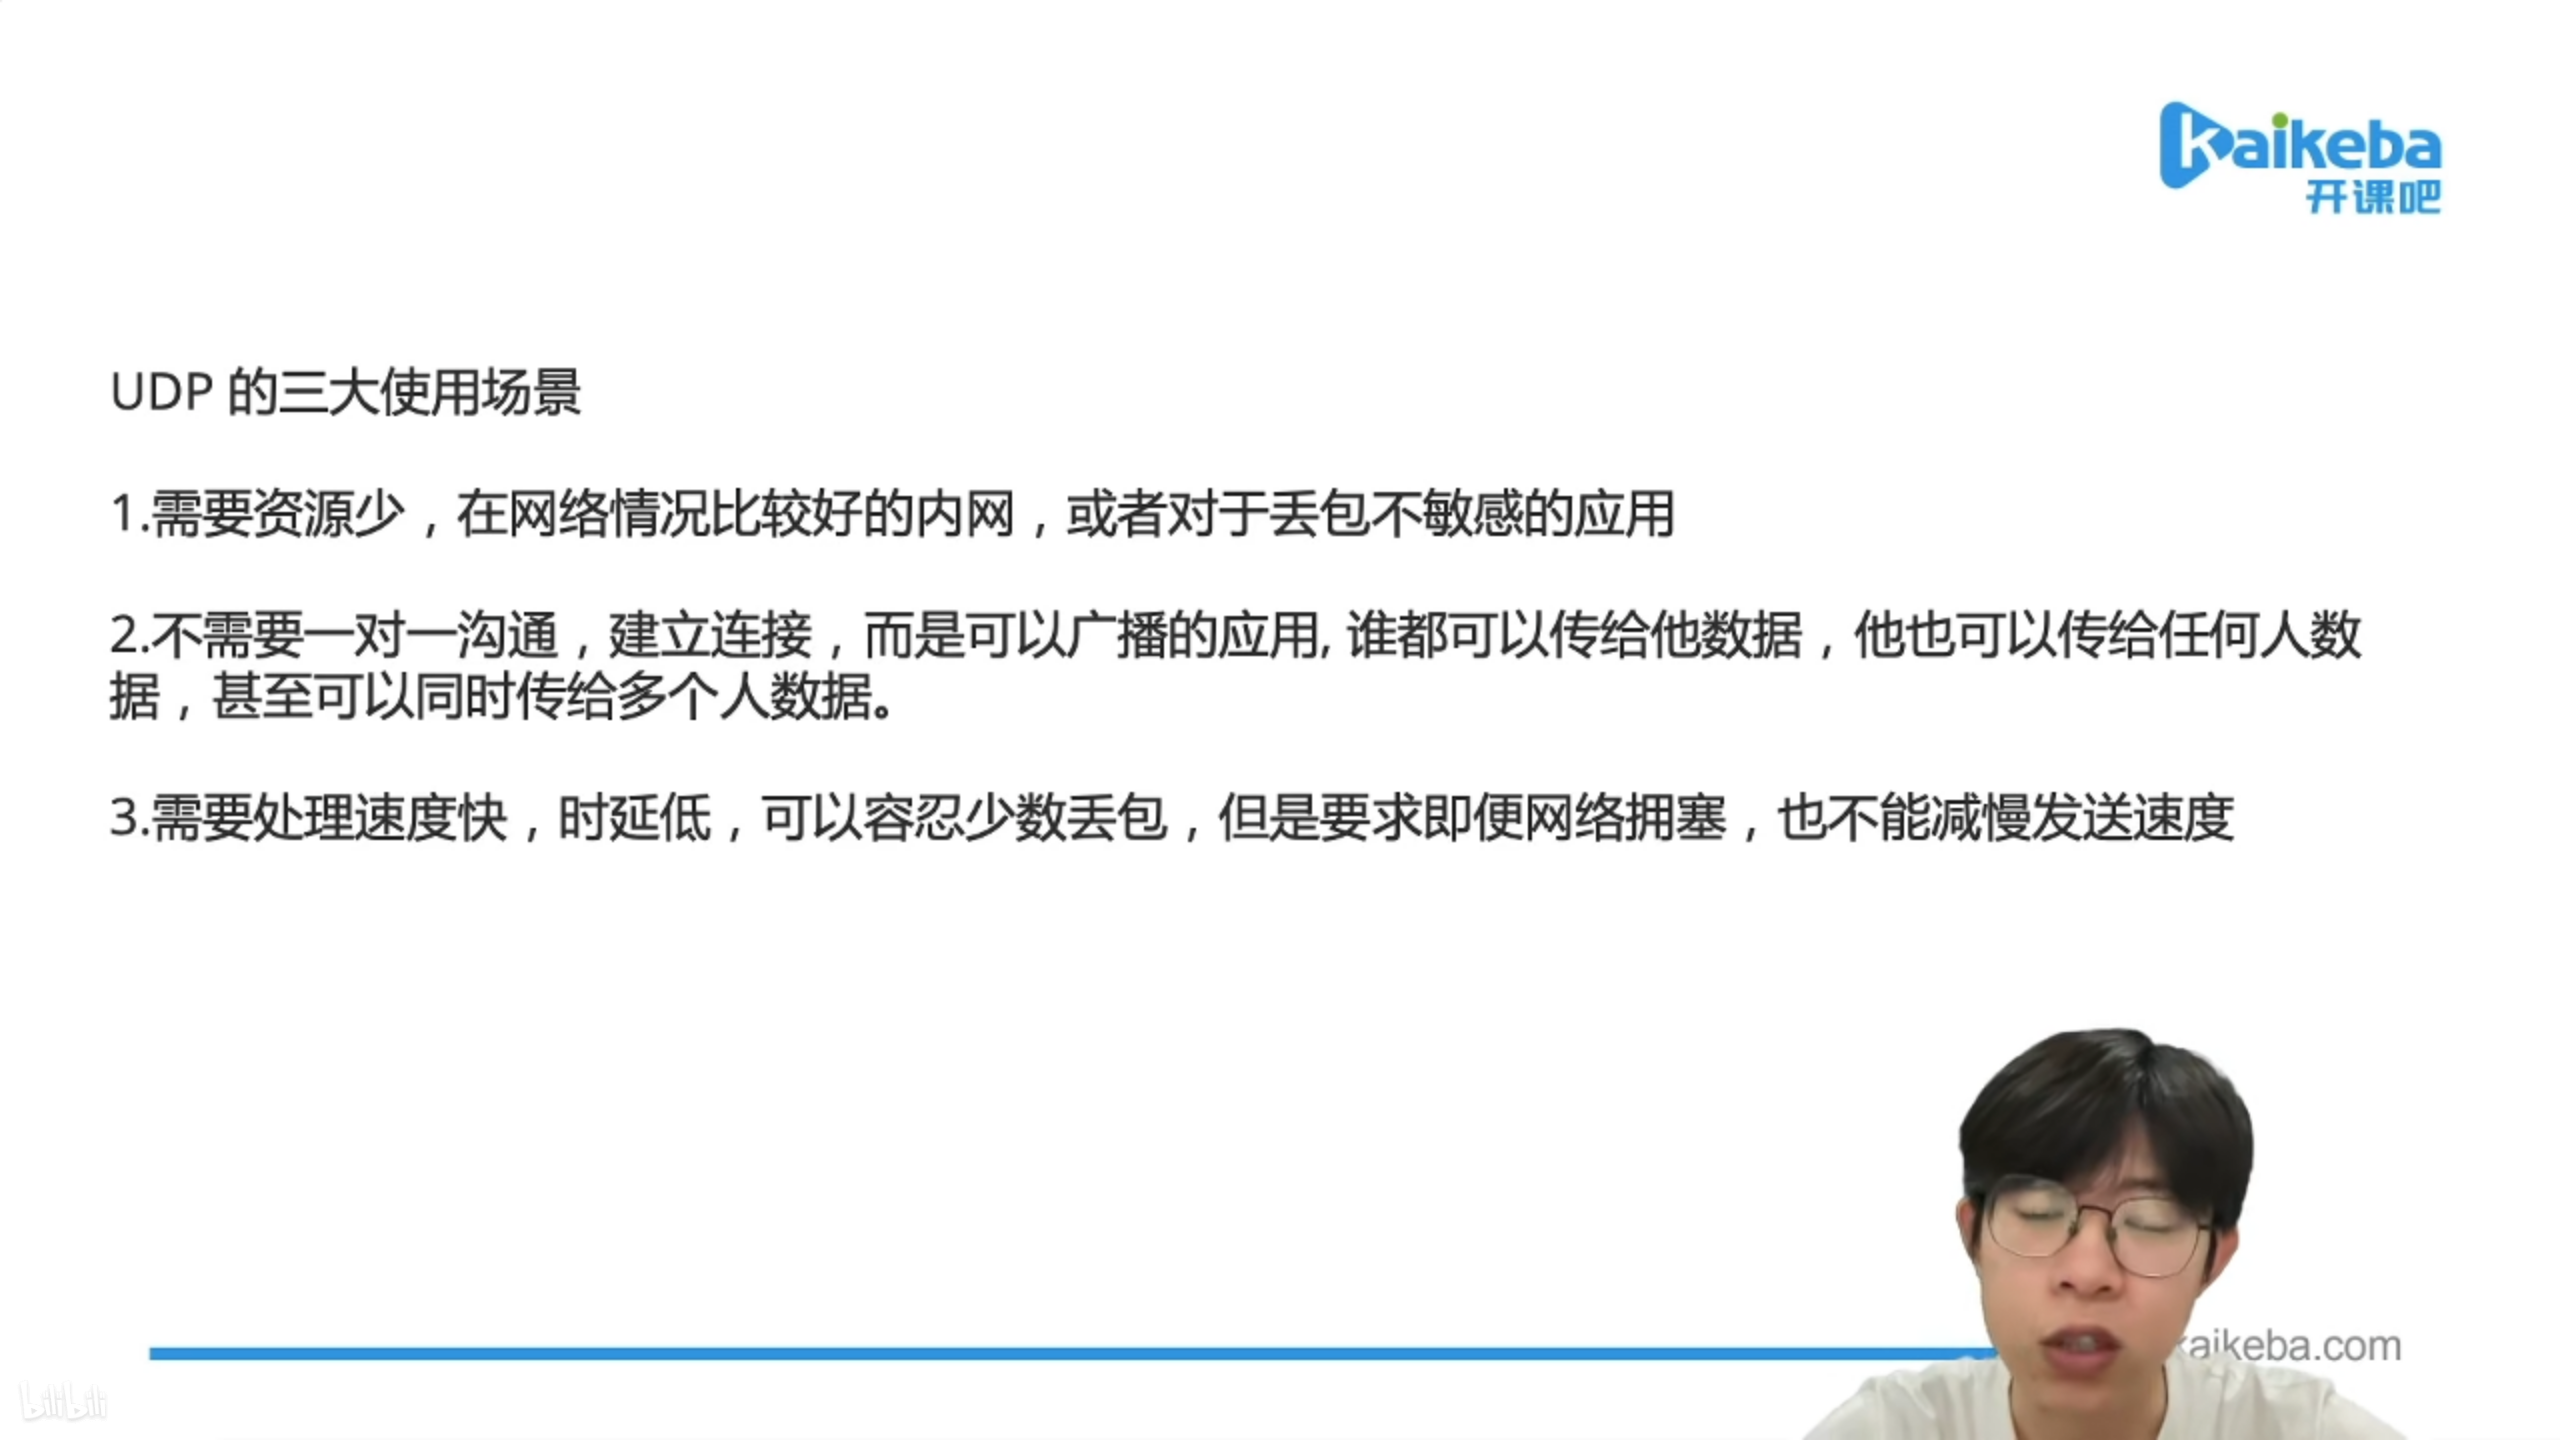 kaikeba
开课吧
UDP 的三大使用场景
1.需要资源少，在网络情况比较好的内网，或者对于丢包不敏感的应用
2.不需要一对一沟通，建立连接，而是可以广播的应用, 谁都可以传给他数据，他也可以传给任何人数
据，甚至可以同时传给多个人数据。
3.需要处理速度快，时延低，可以容忍少数丢包，但是要求即便网络拥塞，也不能减慢发送速度
kaikeba.com
bilibili